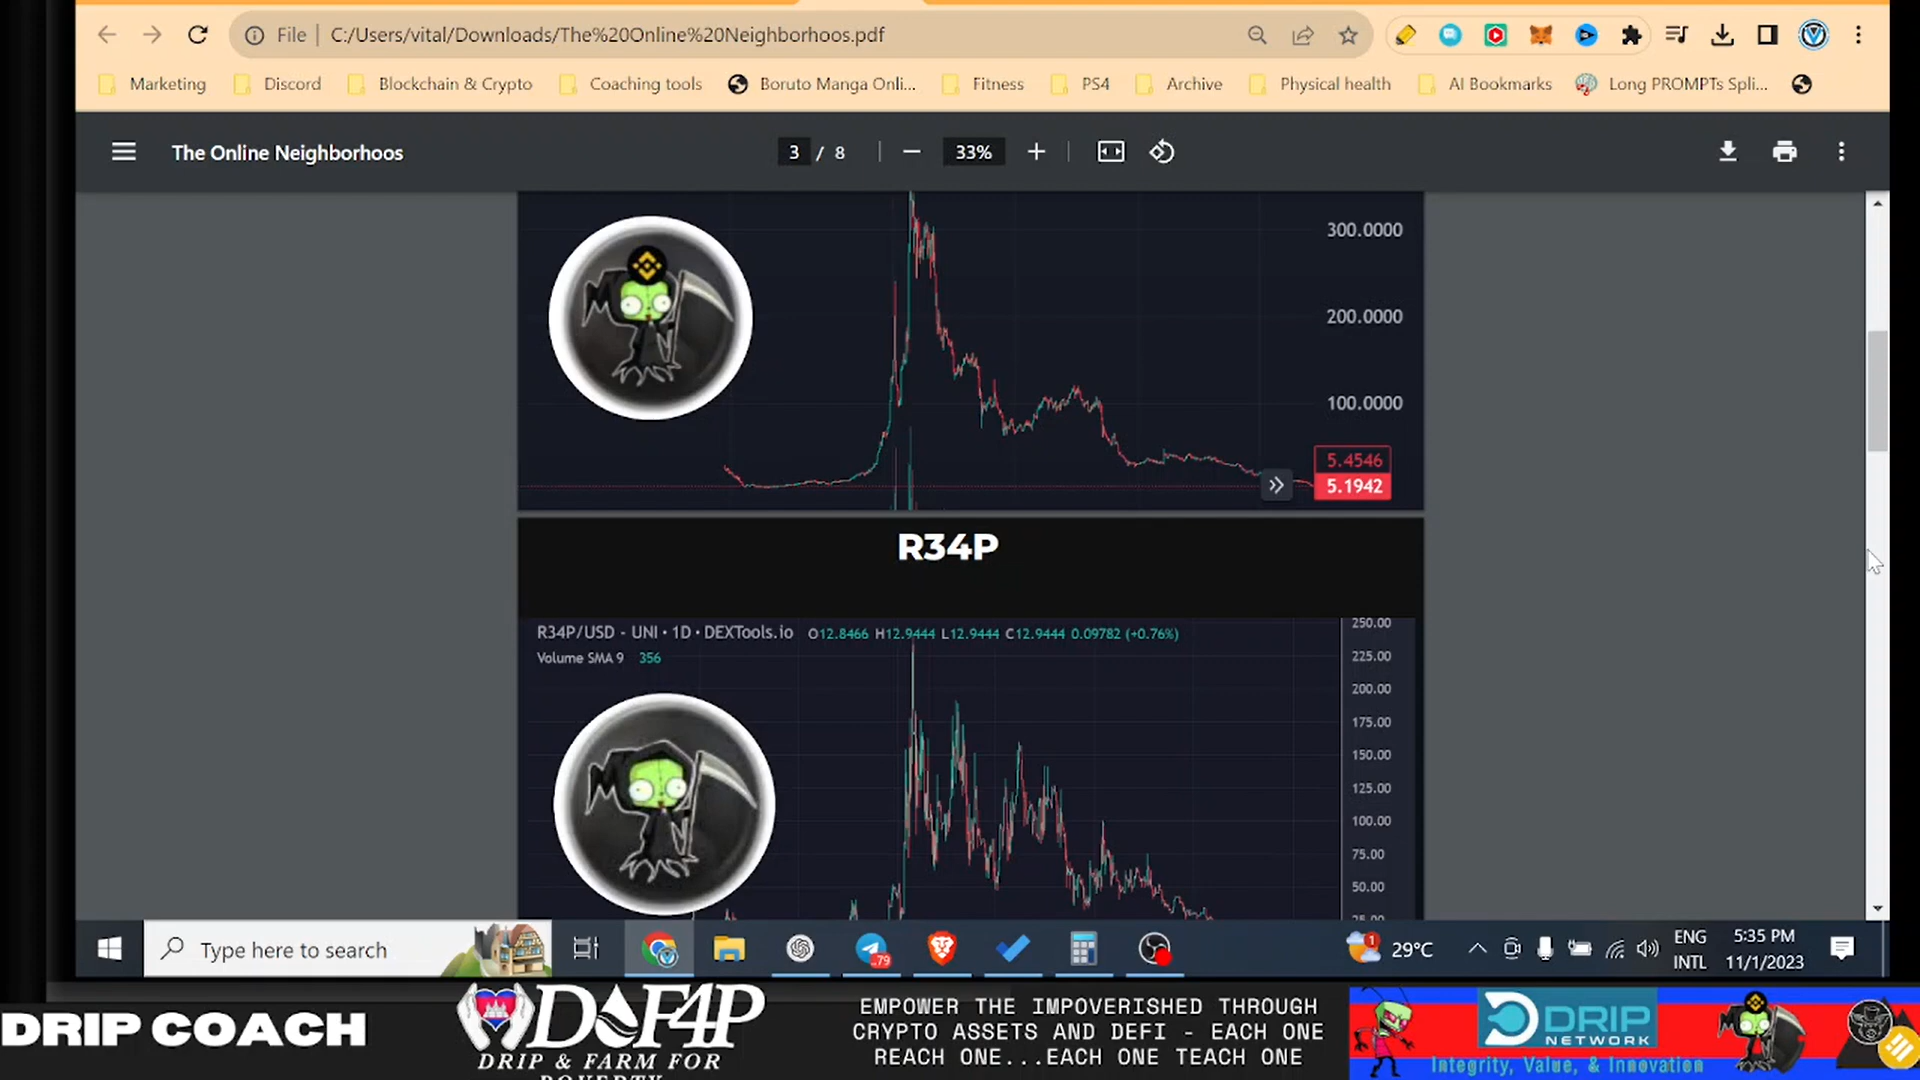 File | C:/Users/vital/Downloads/The%20Online%20Neighborhoos.pdf
Marketing Discord Blockchain & Crypto Coaching tools Boruto Manga Onli... Fitness PS4 Archive Physical health AI Bookmarks Long PROMPTs Spli...
The Online Neighborhoos 3 / 8 33%
300.0000
200.0000
100.0000
5.4546
5.1942
R34P
R34P/USD - UNI · 1D · DEXTools.io O12.8466 H12.9444 L12.9444 C12.9444 0.09782 (+0.76%)
Volume SMA 9 356
250.00
225.00
200.00
175.00
150.00
125.00
100.00
75.00
50.00
25.00
Type here to search
79
1
29°C
ENG
INTL
5:35 PM
11/1/2023
DRIP COACH
DOF4P
DRIP & FARM FOR
POVERTY
EMPOWER THE IMPOVERISHED THROUGH
CRYPTO ASSETS AND DEFI - EACH ONE
REACH ONE...EACH ONE TEACH ONE
DRIP
NETWORK
Integrity, Value, & Innovation